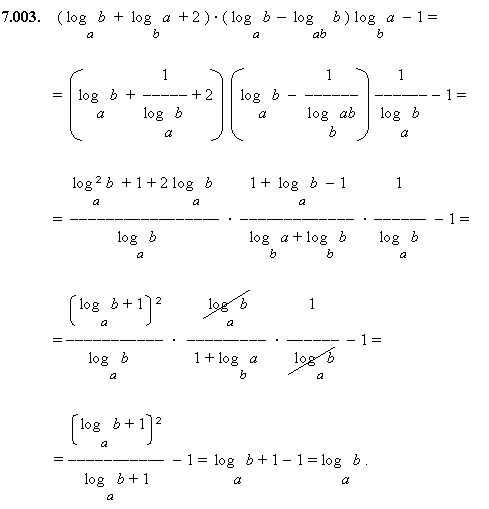 7.003. (log_a b + log_b a + 2) · (log_a b − log_ab b) log_b a − 1 =
= (log_a b + 1/(log_a b) + 2) (log_a b − 1/(log_b ab)) 1/(log_a b) − 1 =
= (log²_a b + 1 + 2 log_a b)/(log_a b) · (1 + log_a b − 1)/(log_b a + log_b b) · 1/(log_a b) − 1 =
= (log_a b + 1)²/(log_a b) · (log_a b)/(1 + log_b a) · 1/(log_a b) − 1 =
= (log_a b + 1)²/(log_a b + 1) − 1 = log_a b + 1 − 1 = log_a b .